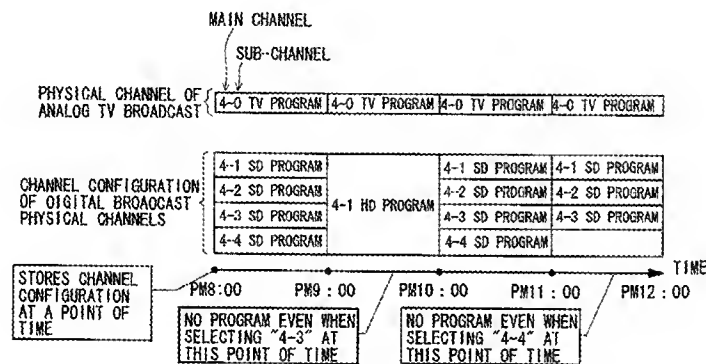 MAIN CHANNEL
SUB-CHANNEL
PHYSICAL CHANNEL OF
ANALOG TV BROADCAST
4-0 TV PROGRAM 4-0 TV PROGRAM 4-0 TV PROGRAM 4-0 TV PROGRAM
CHANNEL CONFIGURATION
OF OIGITAL BROAOCAST
PHYSICAL CHANNELS
4-1 SD PROGRAM 4-1 HD PROGRAM 4-1 SD PROGRAM 4-1 SD PROGRAM
4-2 SD PROGRAM 4-2 SD PRDGRAM 4-2 SD PROGRAM
4-3 SD PROGRAM 4-3 SD PROGRAM 4-3 SD PROGRAM
4-4 SD PROGRAM 4-4 SD PROGRAM
TIME
PM8:00 PM9:00 PM10:00 PM11:00 PM12:00
STORES CHANNEL
CONFIGURATION
AT A POINT OF
TIME
NO PROGRAM EVEN WHEN
SELECTING "4-3" AT
THIS POINT OF TIME
NO PROGRAM EVEN WHEN
SELECTING "4-4" AT
THIS POINT OF TIME